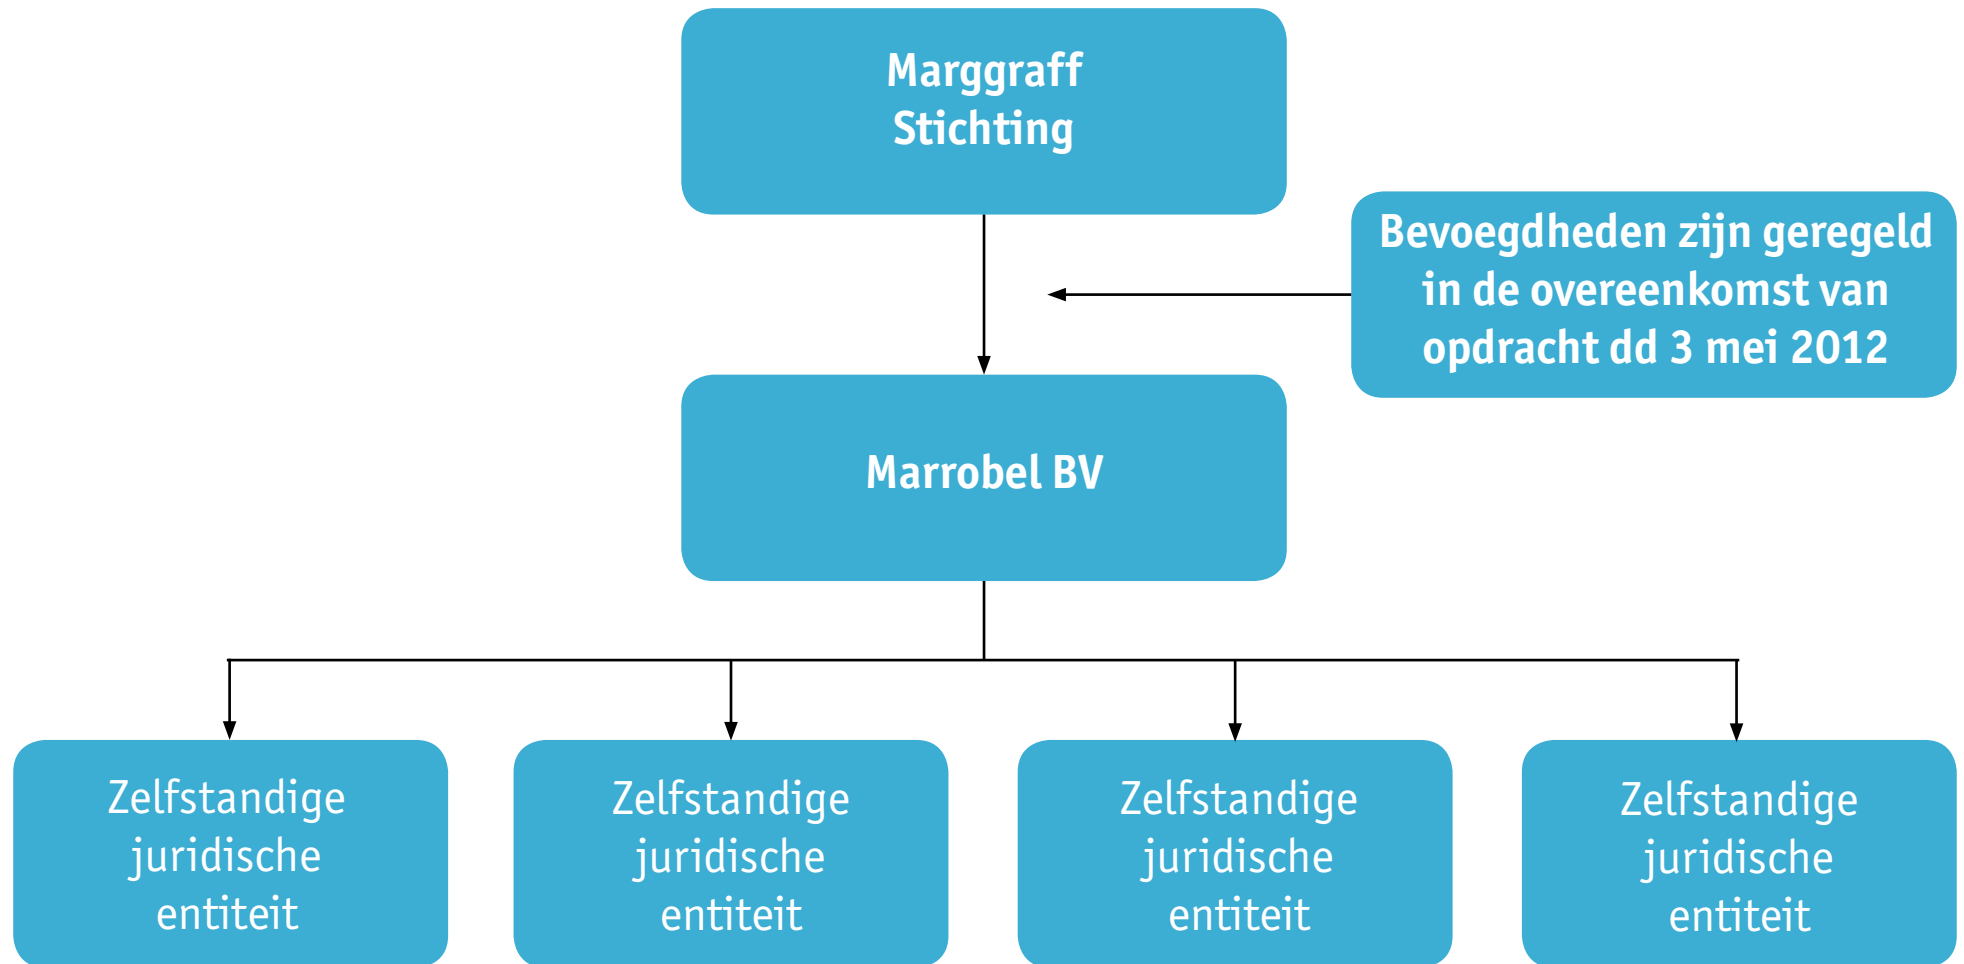 Marggraff
Stichting
Bevoegdheden zijn geregeld
in de overeenkomst van
opdracht dd 3 mei 2012
Marrobel BV
Zelfstandige
juridische
entiteit
Zelfstandige
juridische
entiteit
Zelfstandige
juridische
entiteit
Zelfstandige
juridische
entiteit